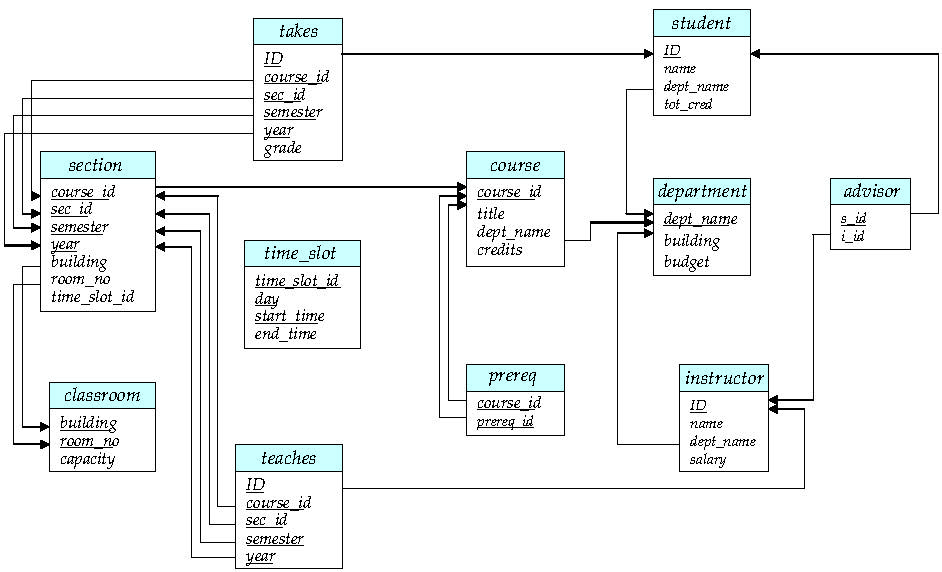 takes
ID
course_id
sec_id
semester
year
grade
student
ID
name
dept_name
tot_cred
section
course_id
sec_id
semester
year
building
room_no
time_slot_id
course
course_id
title
dept_name
credits
department
dept_name
building
budget
advisor
s_id
i_id
time_slot
time_slot_id
day
start_time
end_time
prereq
course_id
prereq_id
instructor
ID
name
dept_name
salary
classroom
building
room_no
capacity
teaches
ID
course_id
sec_id
semester
year